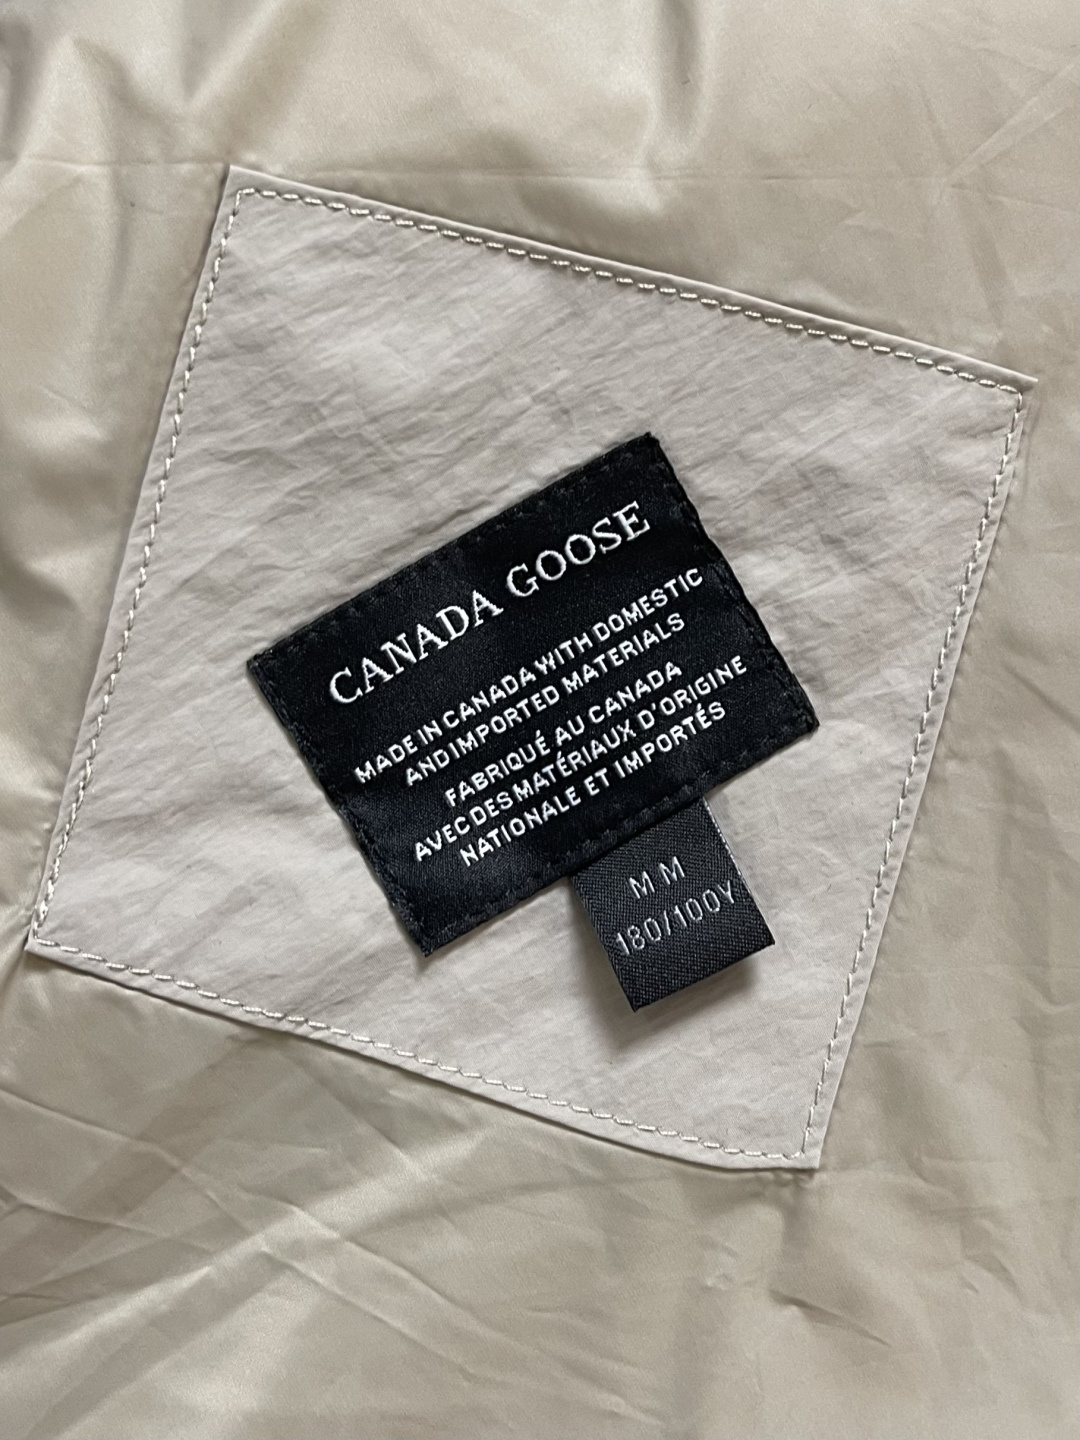 CANADA GOOSE
MADE IN CANADA WITH DOMESTIC
AND IMPORTED MATERIALS
FABRIQUÉ AU CANADA
AVEC DES MATÉRIAUX D'ORIGINE
NATIONALE ET IMPORTÉS
M M
180/100Y